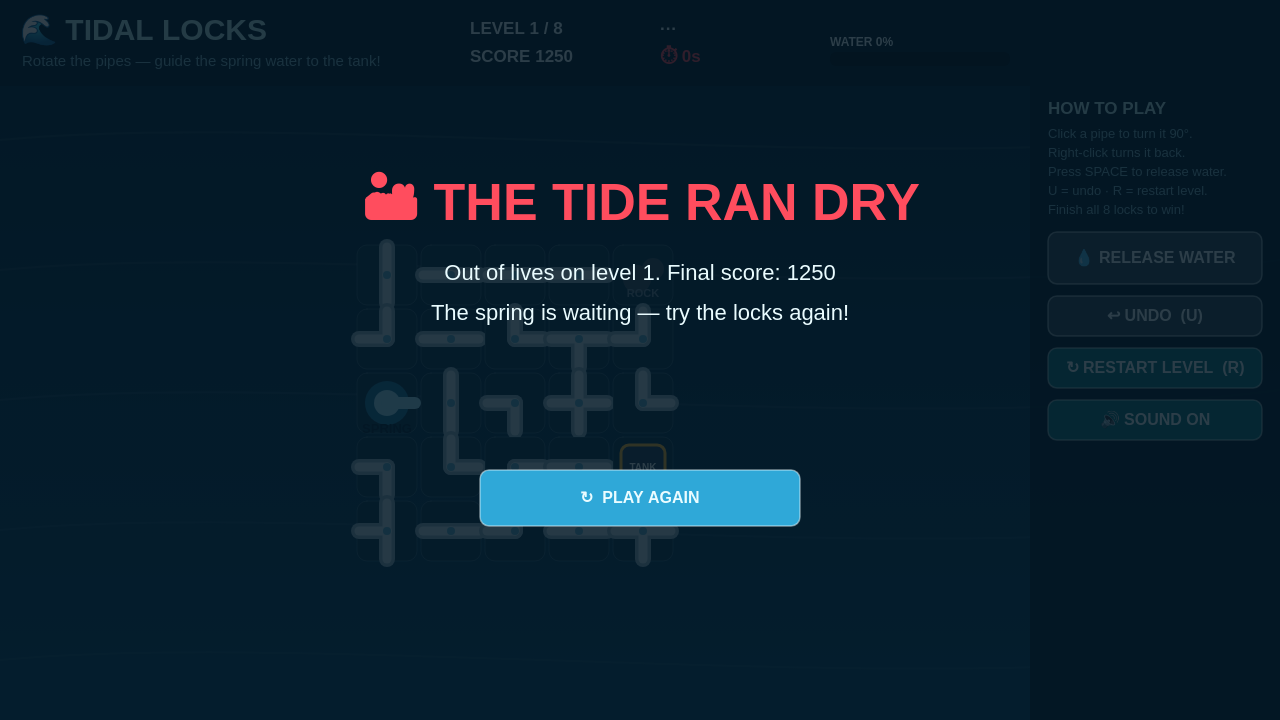 🌊 TIDAL LOCKS
Rotate the pipes — guide the spring water to the tank!
LEVEL 1 / 8
SCORE 1250
...
⏱ 0s
WATER 0%
HOW TO PLAY
Click a pipe to turn it 90°.
Right-click turns it back.
Press SPACE to release water.
U = undo · R = restart level.
Finish all 8 locks to win!
💧 RELEASE WATER
↩ UNDO (U)
↻ RESTART LEVEL (R)
🔊 SOUND ON
THE TIDE RAN DRY
Out of lives on level 1. Final score: 1250
ROCK
The spring is waiting — try the locks again!
TANK
↻ PLAY AGAIN